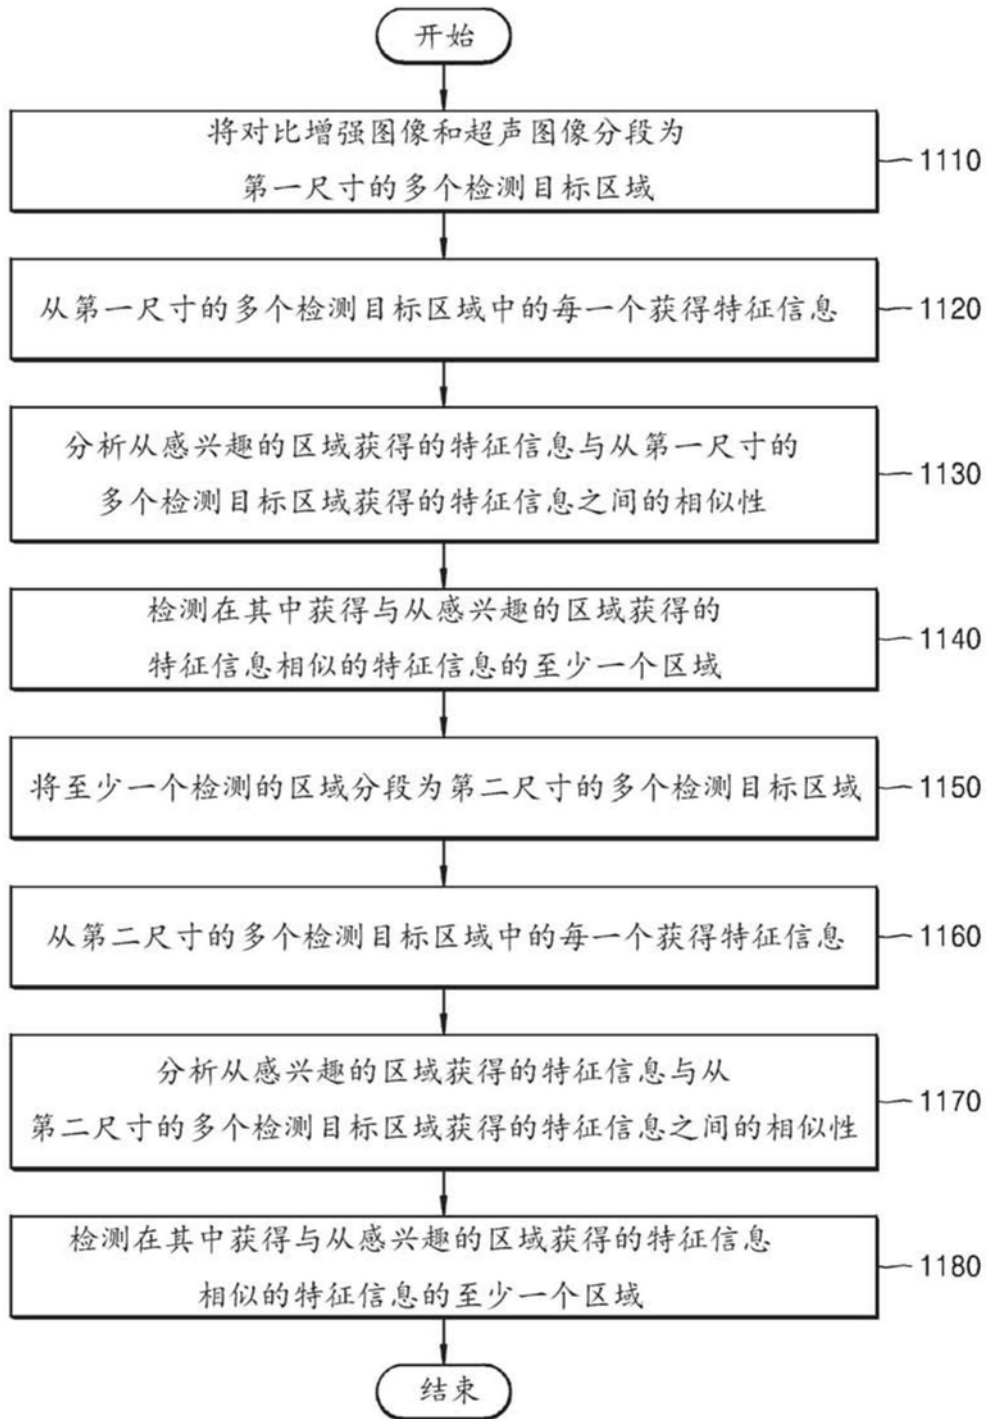 开始
将对比增强图像和超声图像分段为
第一尺寸的多个检测目标区域
1110
从第一尺寸的多个检测目标区域中的每一个获得特征信息
1120
分析从感兴趣的区域获得的特征信息与从第一尺寸的
多个检测目标区域获得的特征信息之间的相似性
1130
检测在其中获得与从感兴趣的区域获得的
特征信息相似的特征信息的至少一个区域
1140
将至少一个检测的区域分段为第二尺寸的多个检测目标区域
1150
从第二尺寸的多个检测目标区域中的每一个获得特征信息
1160
分析从感兴趣的区域获得的特征信息与从
第二尺寸的多个检测目标区域获得的特征信息之间的相似性
1170
检测在其中获得与从感兴趣的区域获得的特征信息
相似的特征信息的至少一个区域
1180
结束